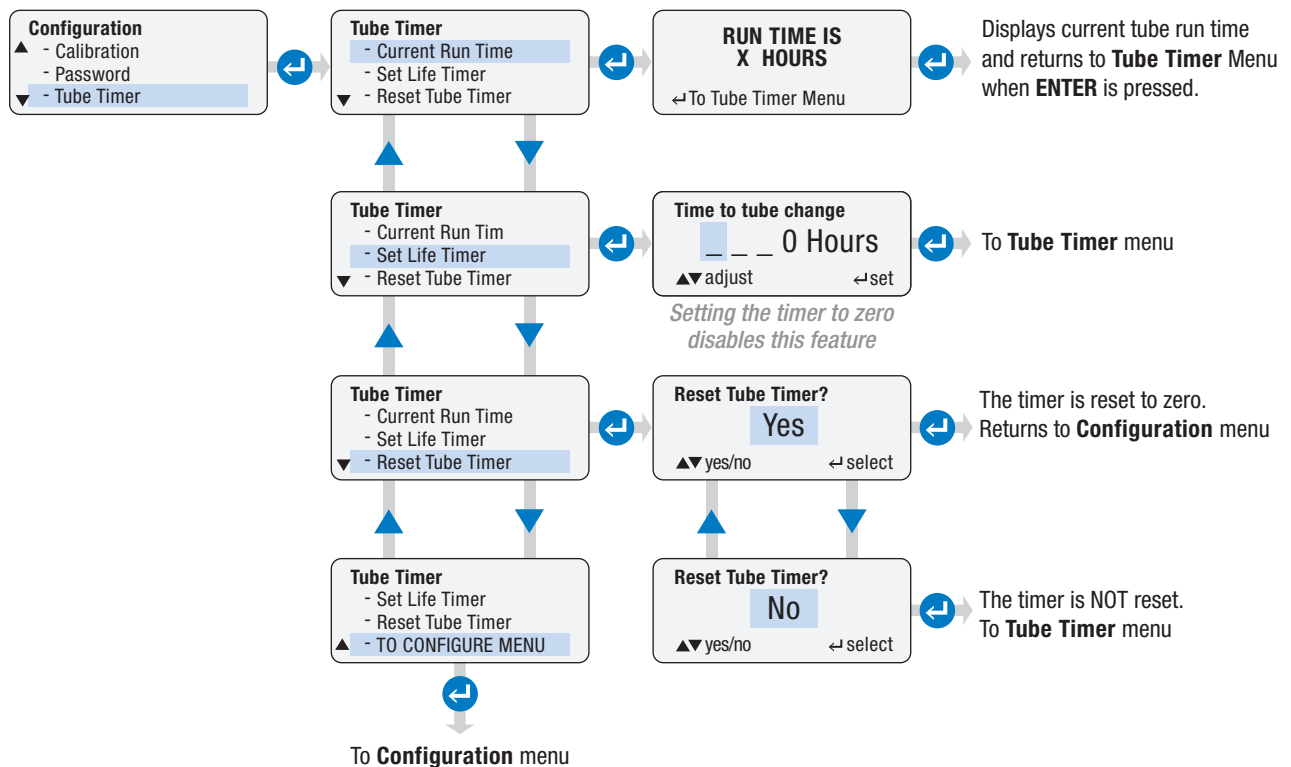 Configuration
- Calibration
- Password
- Tube Timer
Tube Timer
- Current Run Time
- Set Life Timer
- Reset Tube Timer
RUN TIME IS
X HOURS
↵To Tube Timer Menu
Displays current tube run time
and returns to Tube Timer Menu
when ENTER is pressed.
Tube Timer
- Current Run Tim
- Set Life Timer
- Reset Tube Timer
Time to tube change
_ _ _ 0 Hours
▲▼ adjust ↵set
Setting the timer to zero
disables this feature
To Tube Timer menu
Tube Timer
- Current Run Time
- Set Life Timer
- Reset Tube Timer
Reset Tube Timer?
Yes
▲▼ yes/no ↵ select
The timer is reset to zero.
Returns to Configuration menu
Tube Timer
- Set Life Timer
- Reset Tube Timer
- TO CONFIGURE MENU
Reset Tube Timer?
No
▲▼ yes/no ↵ select
The timer is NOT reset.
To Tube Timer menu
To Configuration menu